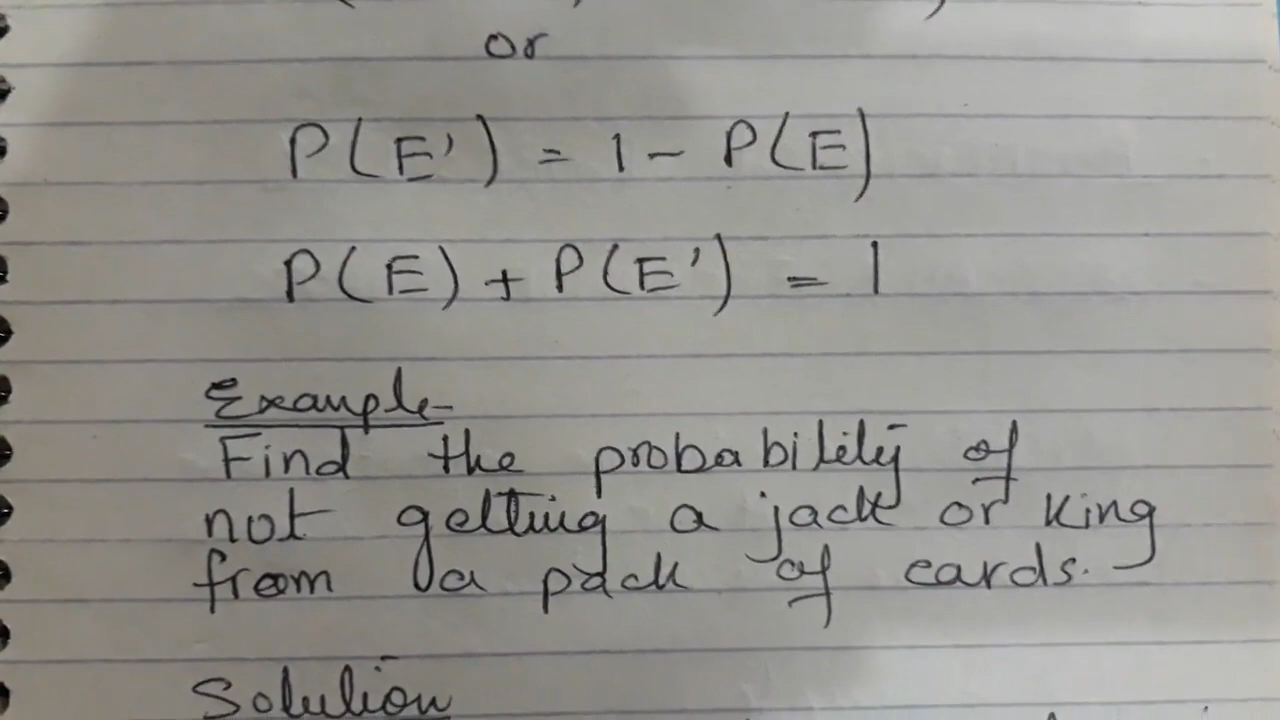 or
P(E') = 1 - P(E)
P(E) + P(E') = 1
Example
Find the probability of
not getting a jack or king
from a pack of cards.
Solution